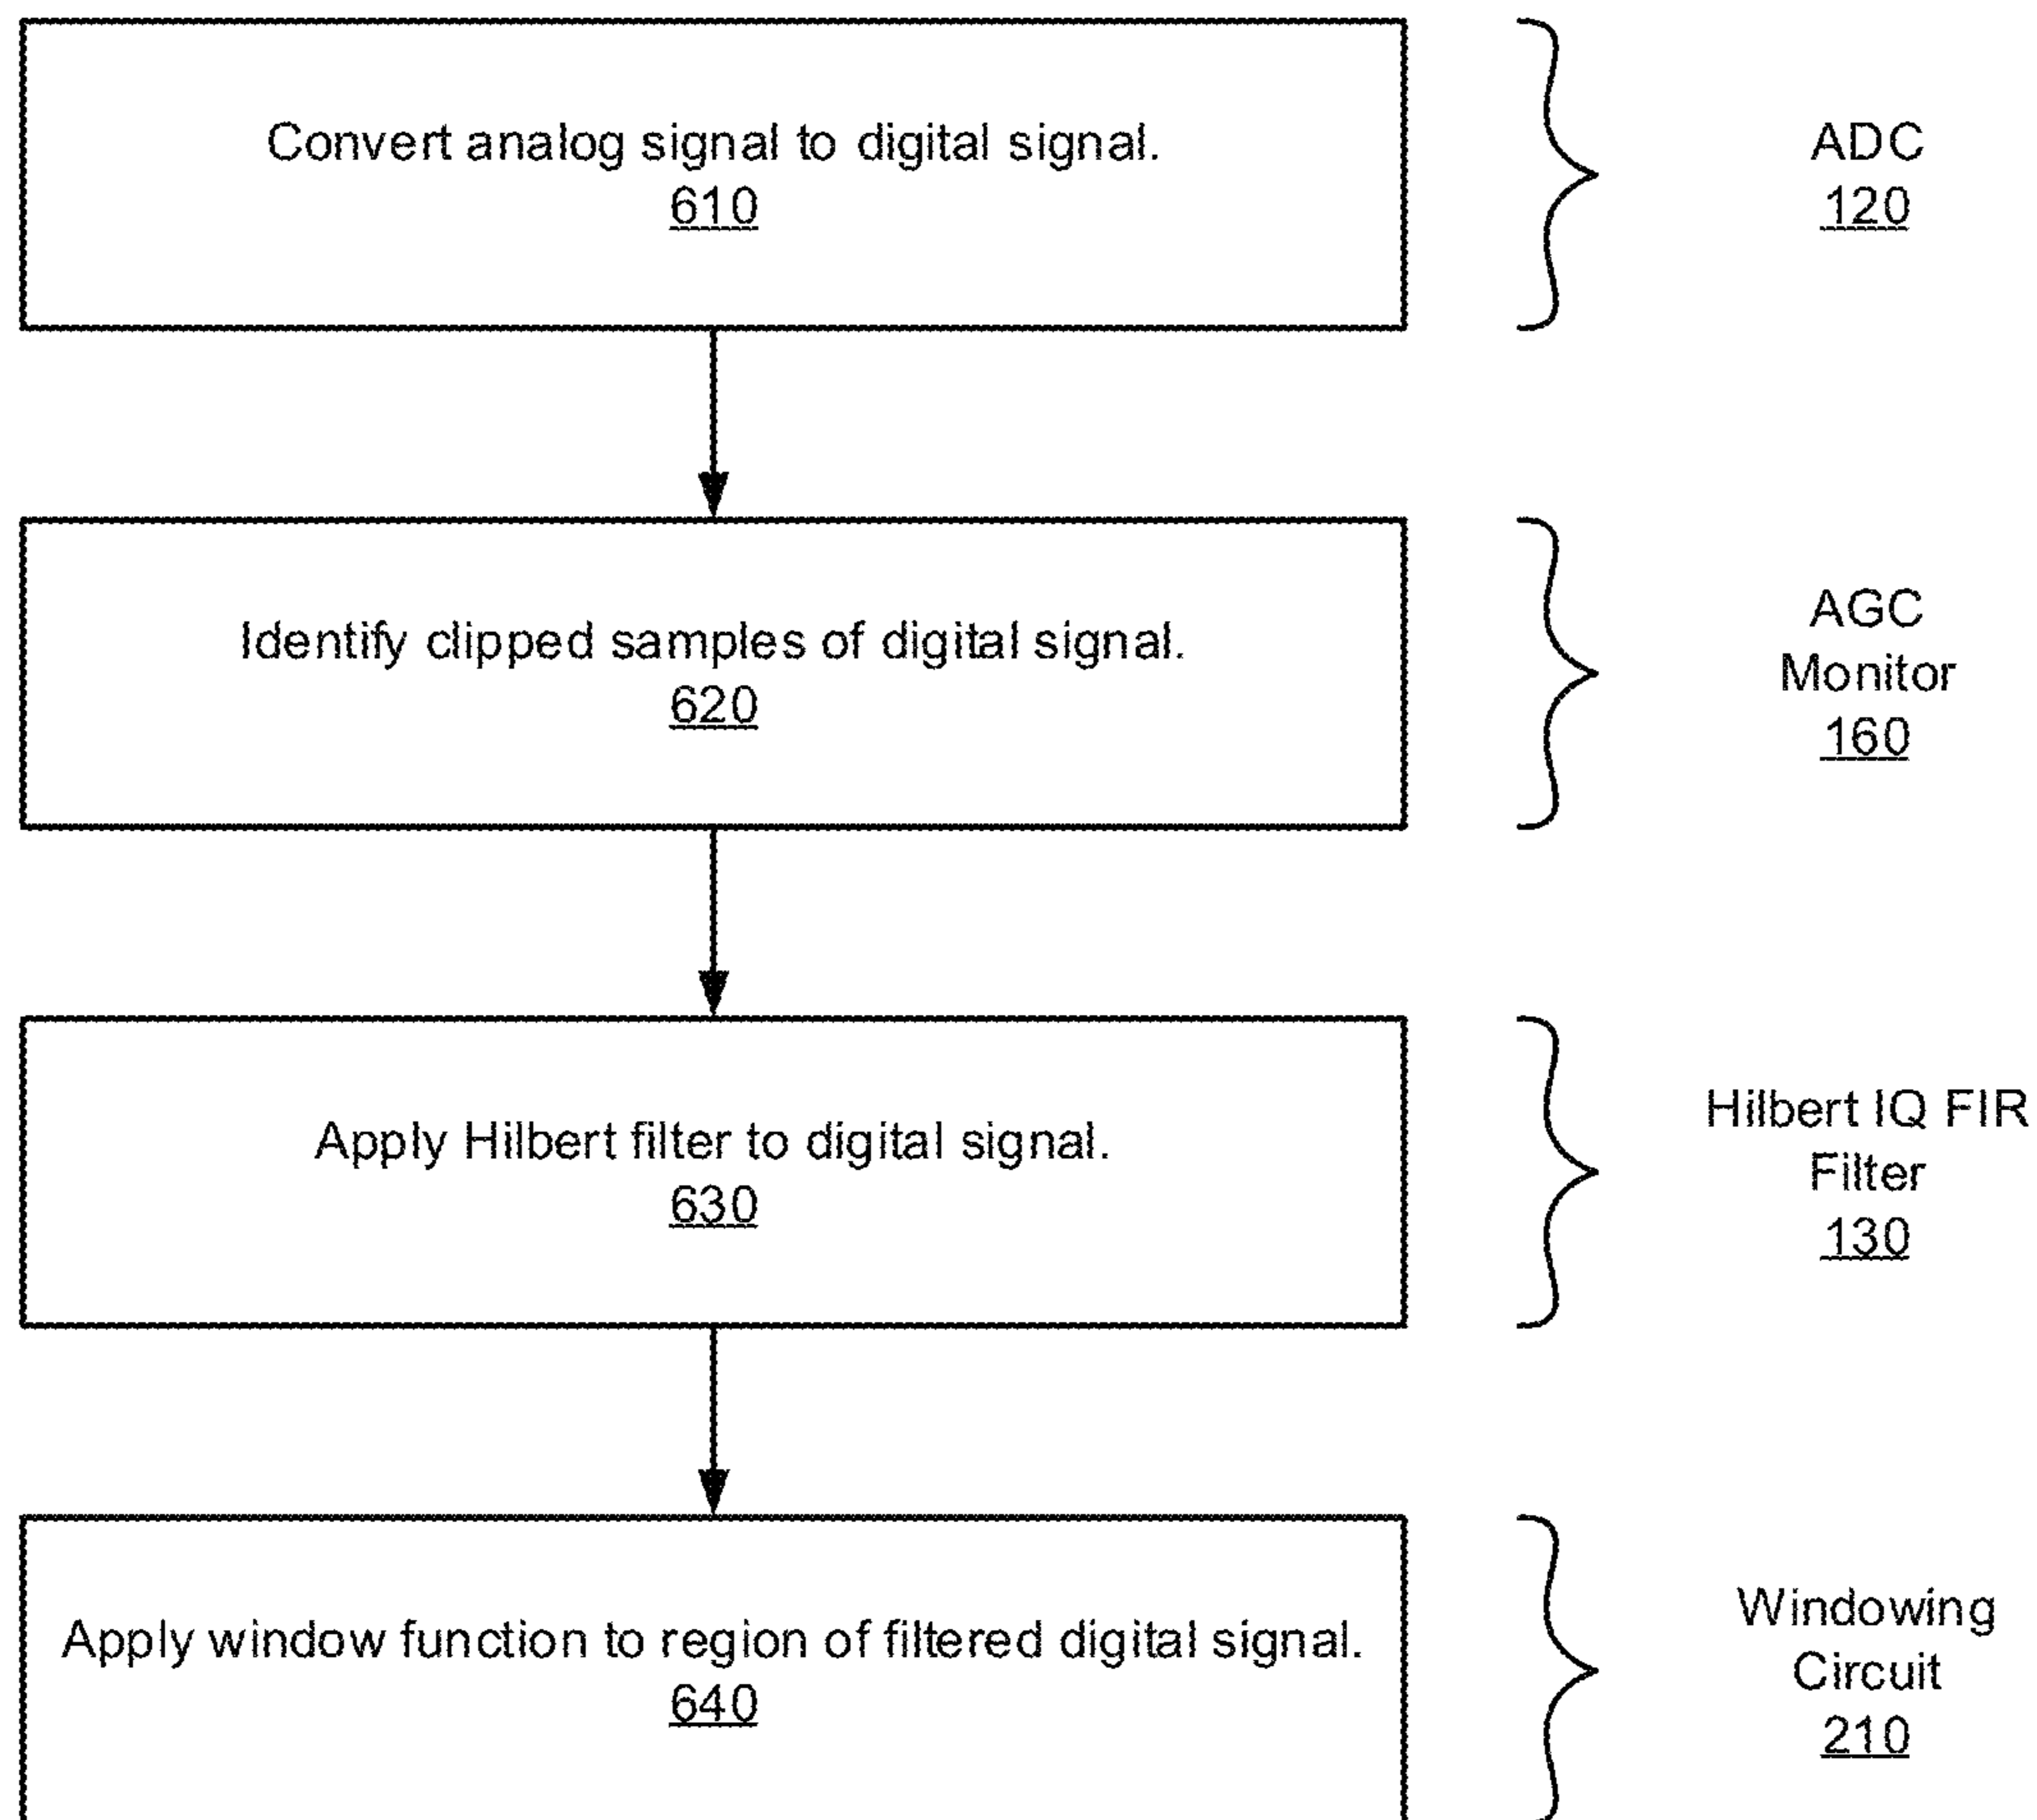 Convert analog signal to digital signal.
610
ADC
120
Identify clipped samples of digital signal.
620
AGC
Monitor
160
Apply Hilbert filter to digital signal.
630
Hilbert IQ FIR
Filter
130
Apply window function to region of filtered digital signal.
640
Windowing
Circuit
210